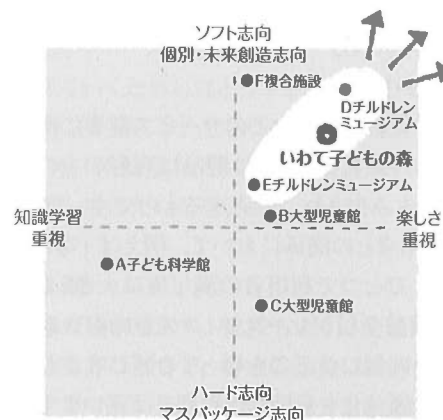 ソフト志向
個別・未来創造志向
F複合施設
Dチルドレン
ミュージアム
いわて子どもの森
Eチルドレンミュージアム
B大型児童館
知識学習
重視
楽しさ
重視
A子ども科学館
C大型児童館
ハード志向
マスパッケージ志向